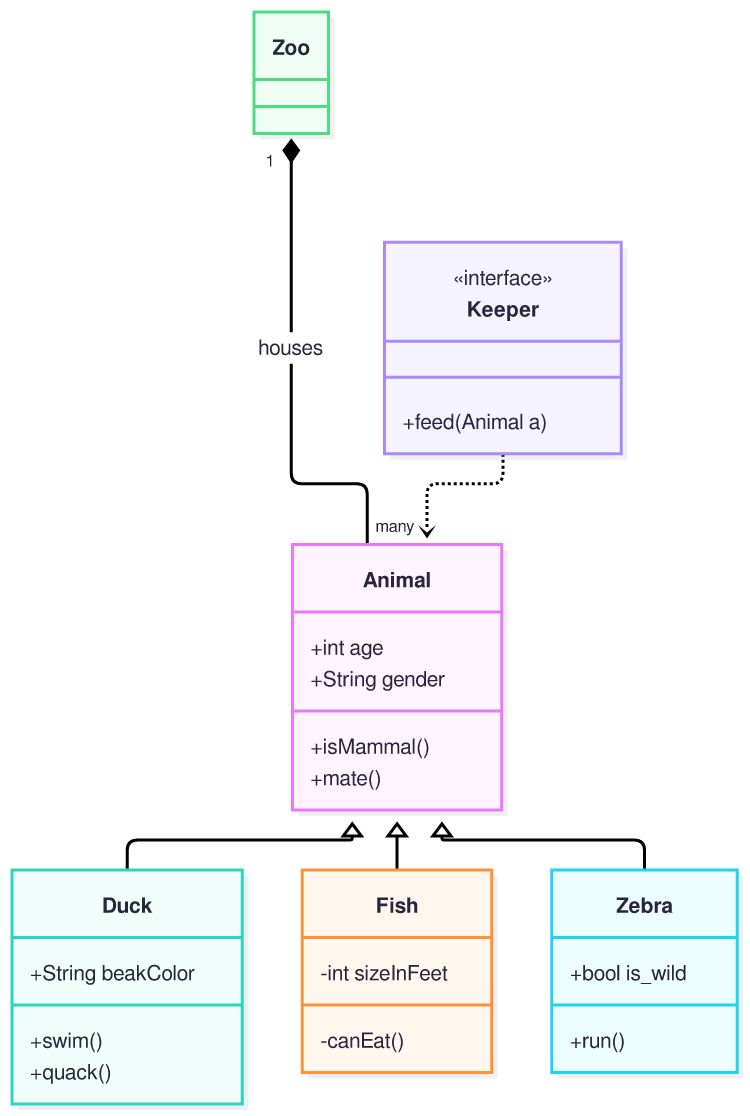 Zoo
1
houses
«interface»
Keeper
+feed(Animal a)
many
Animal
+int age
+String gender
+isMammal()
+mate()
Duck
+String beakColor
+swim()
+quack()
Fish
-int sizeInFeet
-canEat()
Zebra
+bool is_wild
+run()